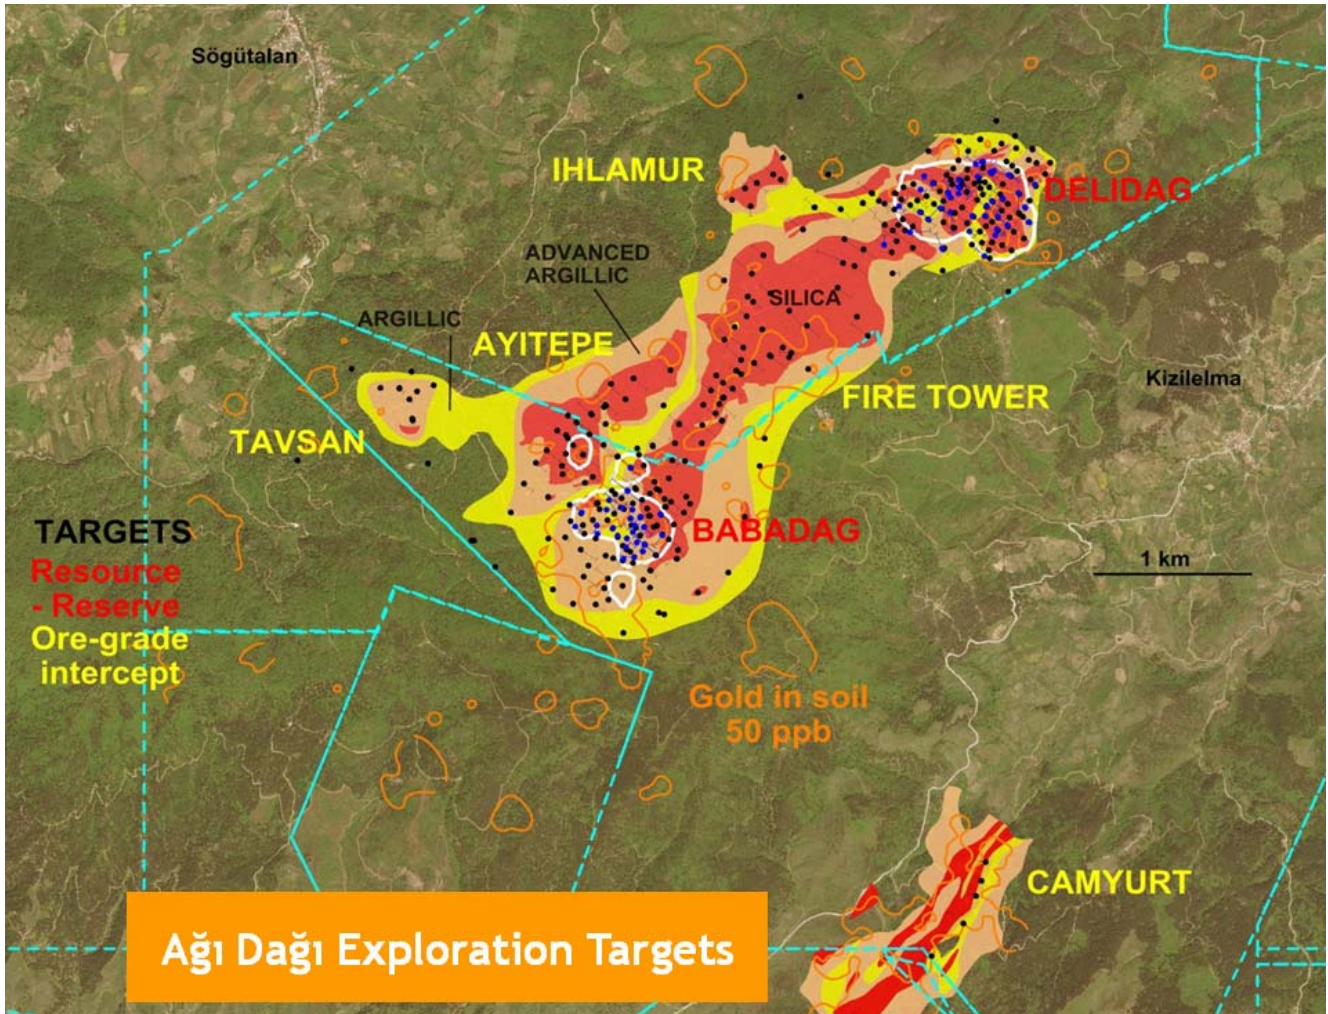 Sögütalan
IHLAMUR
DELIDAG
ADVANCED
ARGILLIC
SILICA
ARGILLIC
AYITEPE
Kizilelma
FIRE TOWER
TAVSAN
TARGETS
Resource
- Reserve
Ore-grade
intercept
BABADAG
1 km
Gold in soil
50 ppb
CAMYURT
Ağı Dağı Exploration Targets